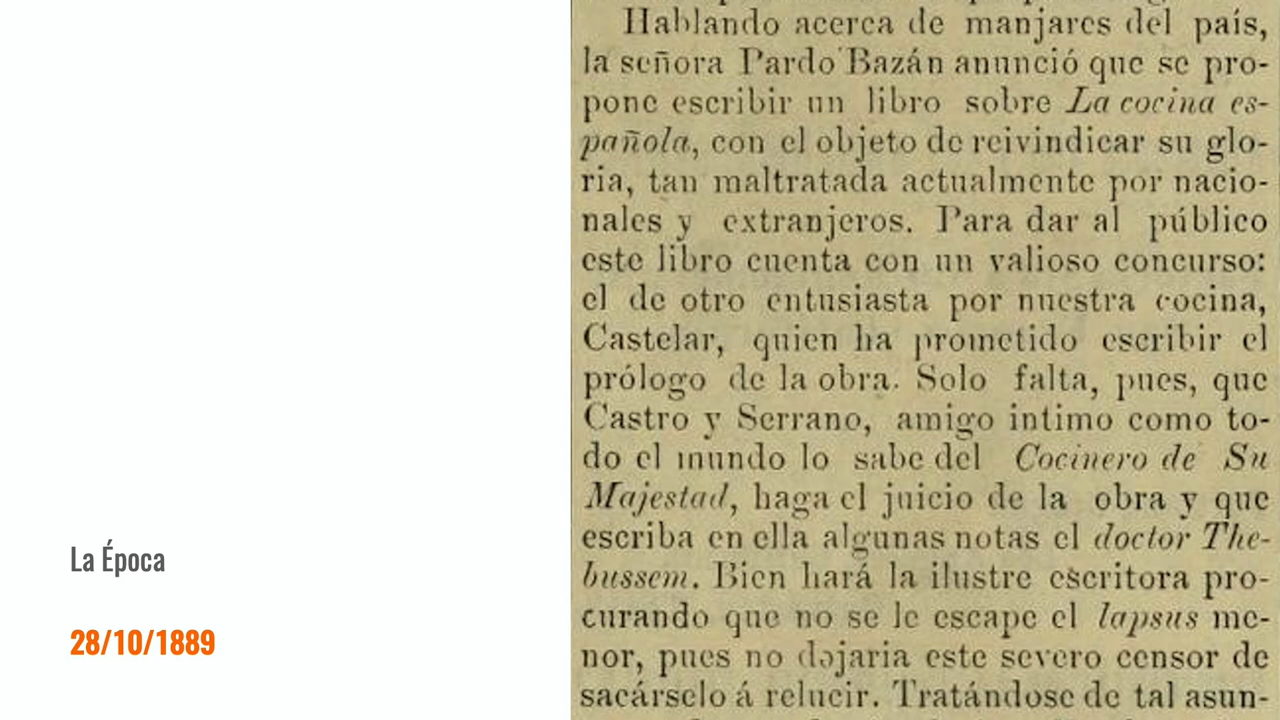 Hablando acerca de manjares del país,
la señora Pardo Bazán anunció que se pro-
pone escribir un libro sobre La cocina es-
pañola, con el objeto de reivindicar su glo-
ria, tan maltratada actualmente por nacio-
nales y extranjeros. Para dar al público
este libro cuenta con un valioso concurso:
el de otro entusiasta por nuestra cocina,
Castelar, quien ha prometido escribir el
prólogo de la obra. Solo falta, pues, que
Castro y Serrano, amigo intimo como to-
do el mundo lo sabe del Cocinero de Su
Majestad, haga el juicio de la obra y que
escriba en ella algunas notas el doctor The-
bussem. Bien hará la ilustre escritora pro-
curando que no se le escape el lapsus me-
nor, pues no dejaria este severo censor de
sacárselo á relucir. Tratándose de tal asun-
La Época
28/10/1889